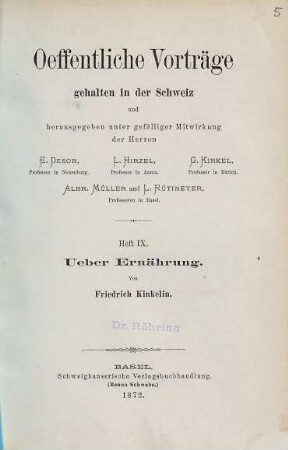 5
Oeffentliche Vorträge
gehalten in der Schweiz
und
herausgegeben unter gefälliger Mitwirkung
der Herren
E. Desor, L. Hirzel, G. Kinkel,
Professor in Neuenburg. Professor in Aarau. Professor in Zürich.
Albr. Müller und L. Rütimeyer,
Professoren in Basel.
Heft IX.
Ueber Ernährung.
Von
Friedrich Kinkelin.
Dr. Röhring
BASEL.
Schweighauserische Verlagsbuchhandlung.
(Benno Schwabe.)
1872.